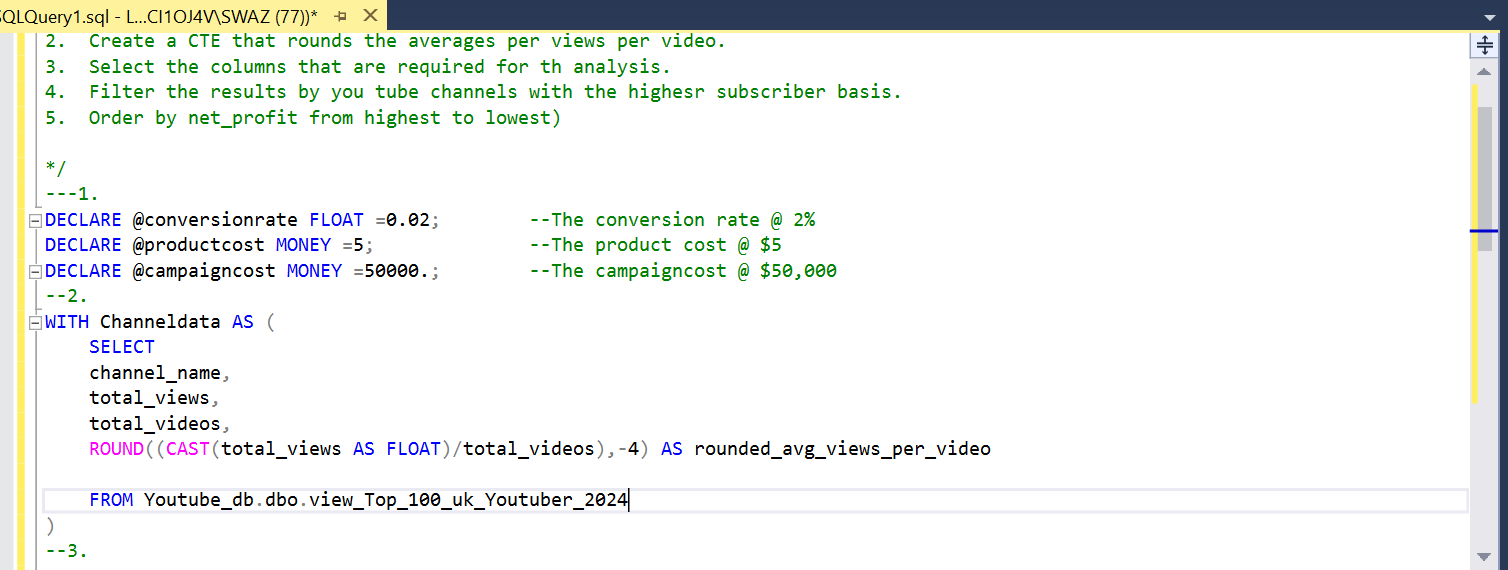 SQLQuery1.sql - L...CI1OJ4V\SWAZ (77))*
2.  Create a CTE that rounds the averages per views per video.
3.  Select the columns that are required for th analysis.
4.  Filter the results by you tube channels with the highesr subscriber basis.
5.  Order by net_profit from highest to lowest)
*/
---1.
DECLARE @conversionrate FLOAT =0.02;        --The conversion rate @ 2%
DECLARE @productcost MONEY =5;              --The product cost @ $5
DECLARE @campaigncost MONEY =50000.;        --The campaigncost @ $50,000
--2.
WITH Channeldata AS (
    SELECT
    channel_name,
    total_views,
    total_videos,
    ROUND((CAST(total_views AS FLOAT)/total_videos),-4) AS rounded_avg_views_per_video
    FROM Youtube_db.dbo.view_Top_100_uk_Youtuber_2024
)
--3.